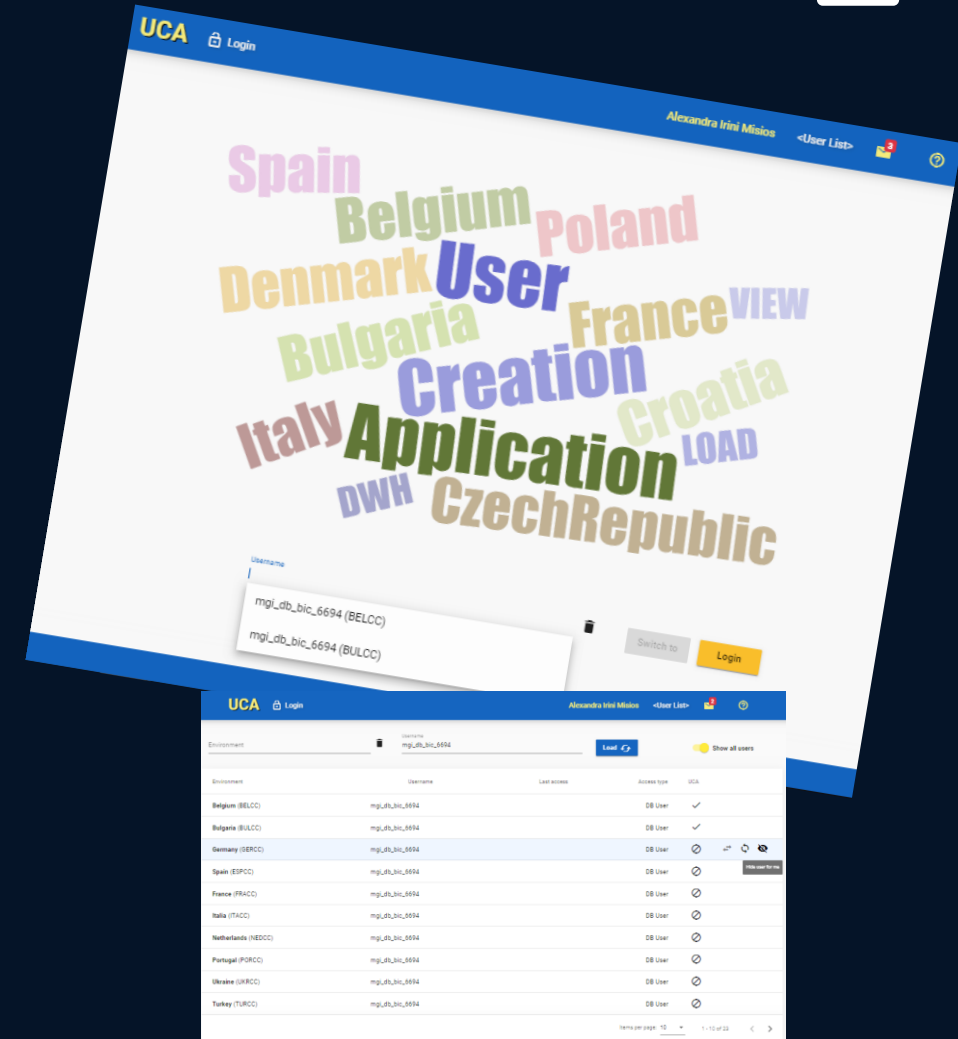 UCA Login
Alexandra Irini Misios <User List> 3
Spain
Belgium
Poland
Denmark
User
France
VIEW
Bulgaria
Creation
Croatia
Italy
Application
LOAD
DWH
CzechRepublic
Username
mgi_db_bic_6694 (BELCC)
mgi_db_bic_6694 (BULCC)
Switch to Login
UCA Login Alexandra Irini Misios <User List> 3
Username
Environment mgi_db_bic_6694 Load Show all users
Environment Username Last access Access type UCA
Belgium (BELCC) mgi_db_bic_6694 DB User
Bulgaria (BULCC) mgi_db_bic_6694 DB User
Germany (GERCC) mgi_db_bic_6694 DB User
Hide user for me
Spain (ESPCC) mgi_db_bic_6694 DB User
France (FRACC) mgi_db_bic_6694 DB User
Italia (ITACC) mgi_db_bic_6694 DB User
Netherlands (NEDCC) mgi_db_bic_6694 DB User
Portugal (PORCC) mgi_db_bic_6694 DB User
Ukraine (UKRCC) mgi_db_bic_6694 DB User
Turkey (TURCC) mgi_db_bic_6694 DB User
Items per page: 10 1 - 10 of 23